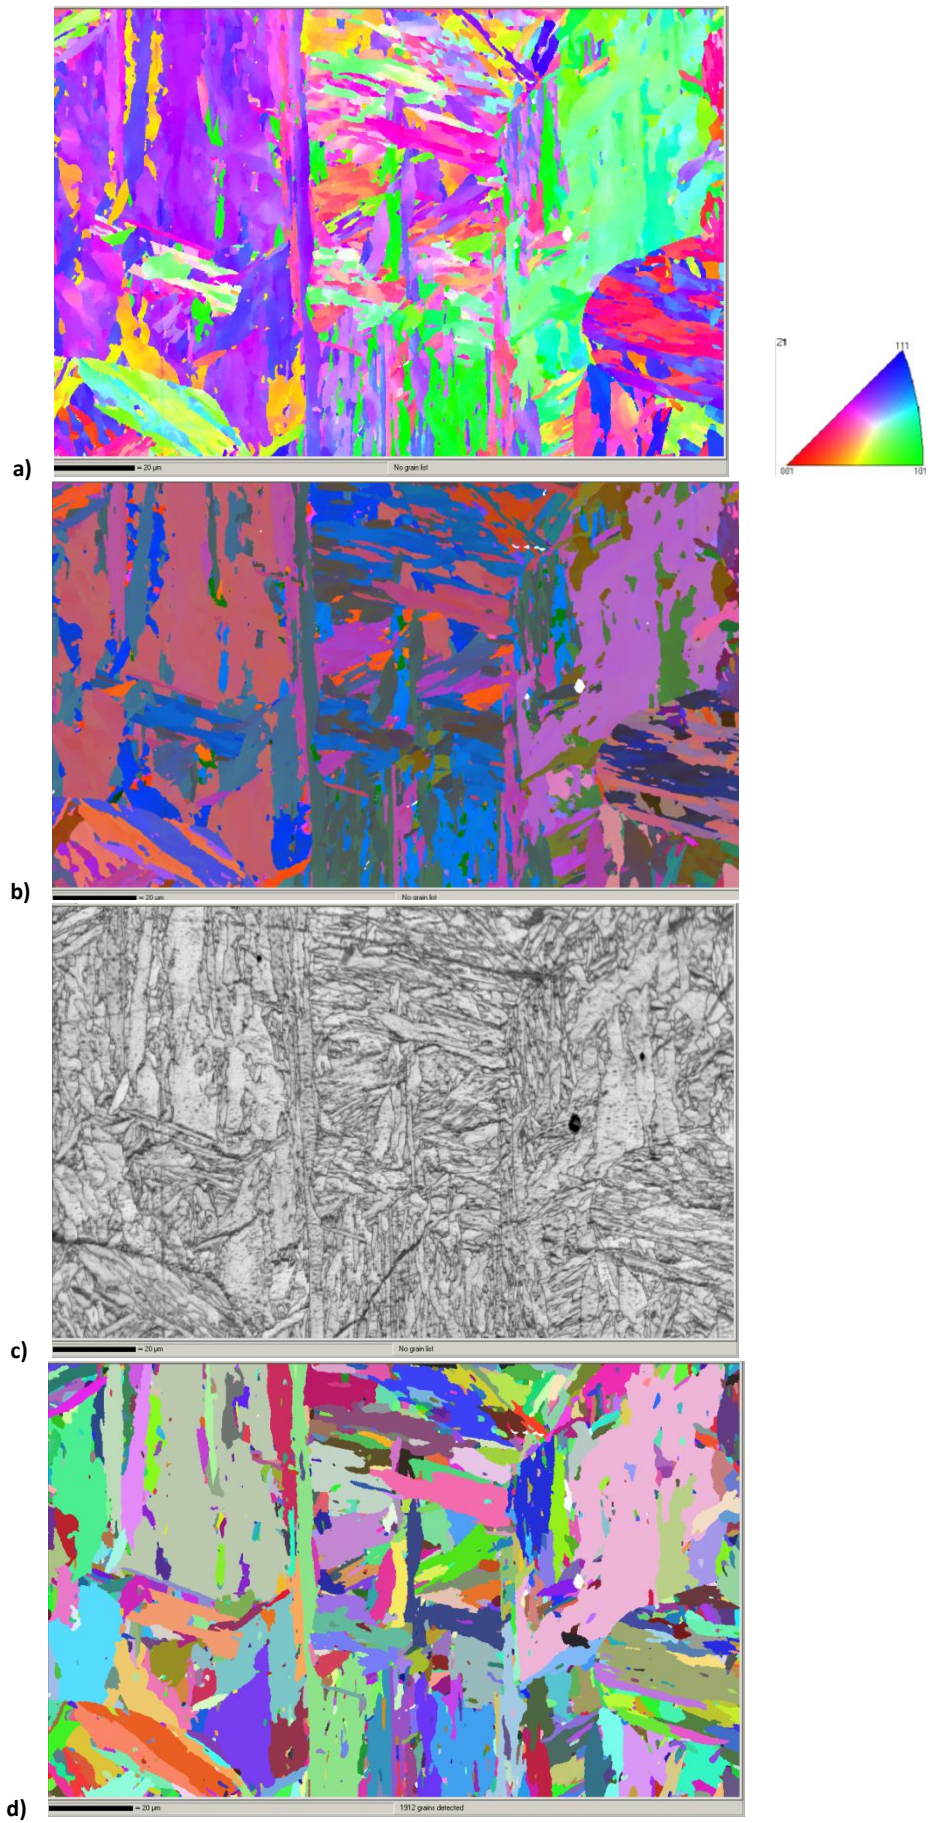 Z1
111
001
101
a)
= 20 µm
No grain list
b)
= 20 µm
No grain list
c)
= 20 µm
No grain list
d)
= 20 µm
1912 grains detected